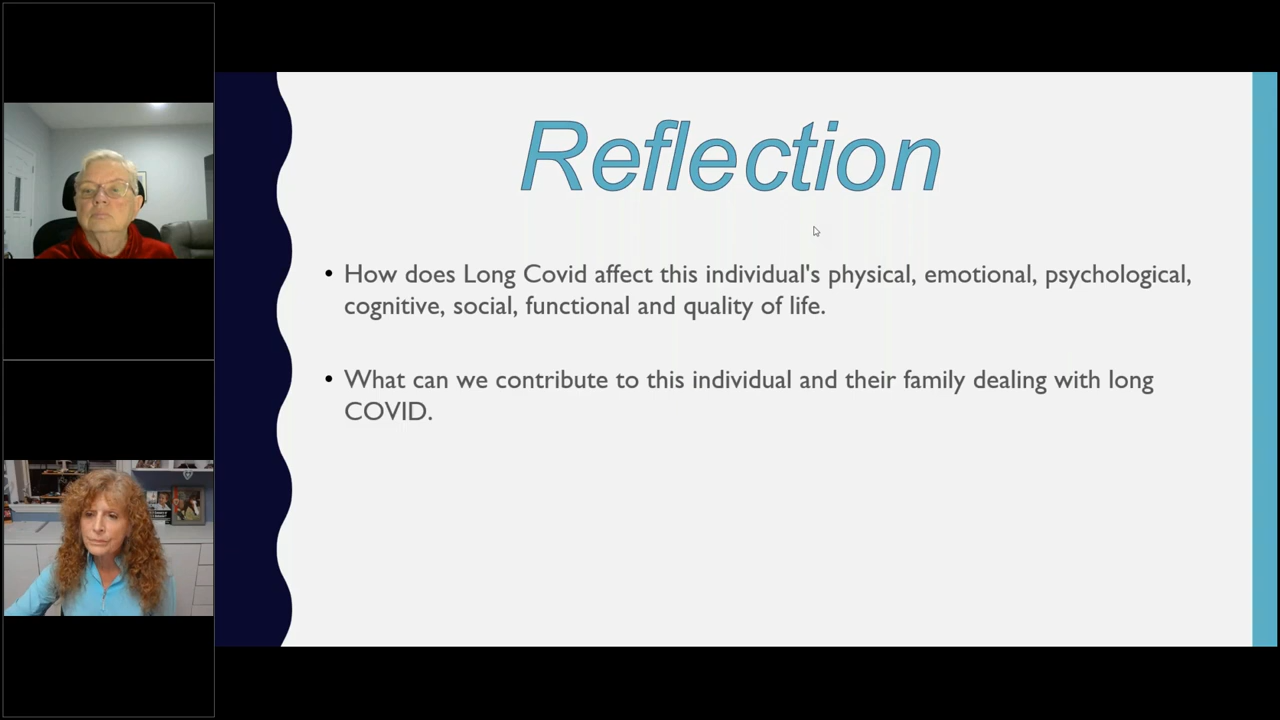 Reflection
• How does Long Covid affect this individual's physical, emotional, psychological,
cognitive, social, functional and quality of life.
• What can we contribute to this individual and their family dealing with long
COVID.